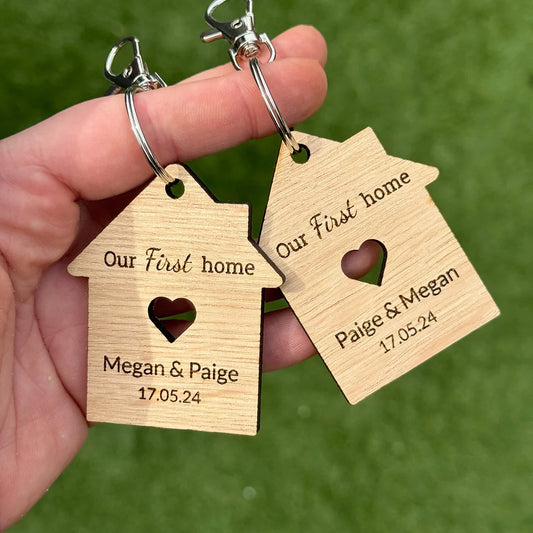 Our First home
Megan & Paige
17.05.24
Our First home
Paige & Megan
17.05.24